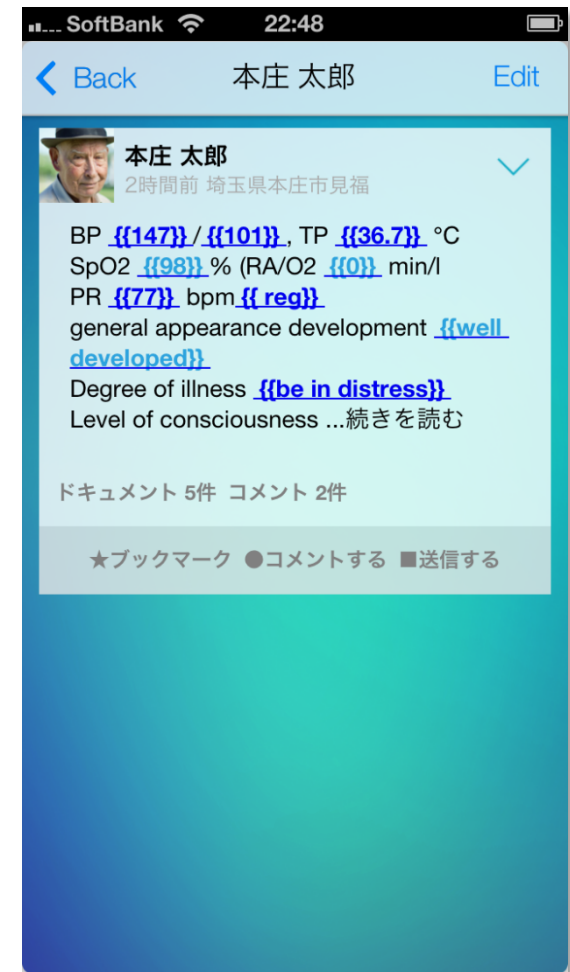 SoftBank 22:48
Back 本庄 太郎 Edit
本庄 太郎
2時間前 埼玉県本庄市見福
BP {{147}}/{{101}}, TP {{36.7}} °C
SpO2 {{98}}% (RA/O2 {{0}} min/l
PR {{77}} bpm{{ reg}}
general appearance development {{well
developed}}
Degree of illness {{be in distress}}
Level of consciousness ...続きを読む
ドキュメント 5件 コメント 2件
★ブックマーク ●コメントする ■送信する